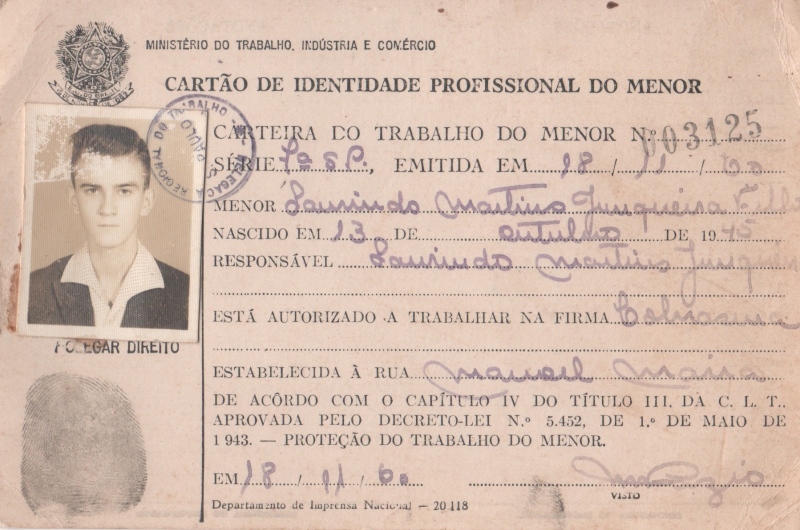 MINISTÉRIO DO TRABALHO, INDÚSTRIA E COMÉRCIO
CARTÃO DE IDENTIDADE PROFISSIONAL DO MENOR
CARTEIRA DO TRABALHO DO MENOR N.º 003125
SÉRIE 1ª S.P., EMITIDA EM 18/11/60
MENOR Laurindo Martins Junqueira Filho
NASCIDO EM 13 DE outubro DE 1945
RESPONSÁVEL Laurindo Martins Junqueira
ESTÁ AUTORIZADO A TRABALHAR NA FIRMA
ESTABELECIDA À RUA Manoel
POLEGAR DIREITO
DE ACÔRDO COM O CAPÍTULO IV DO TÍTULO III, DA C. L. T.,
APROVADA PELO DECRETO-LEI N.º 5.452, DE 1.º DE MAIO DE
1943. — PROTEÇÃO DO TRABALHO DO MENOR.
EM 18/11/60
VISTO
Departamento de Imprensa Nacional — 20 118